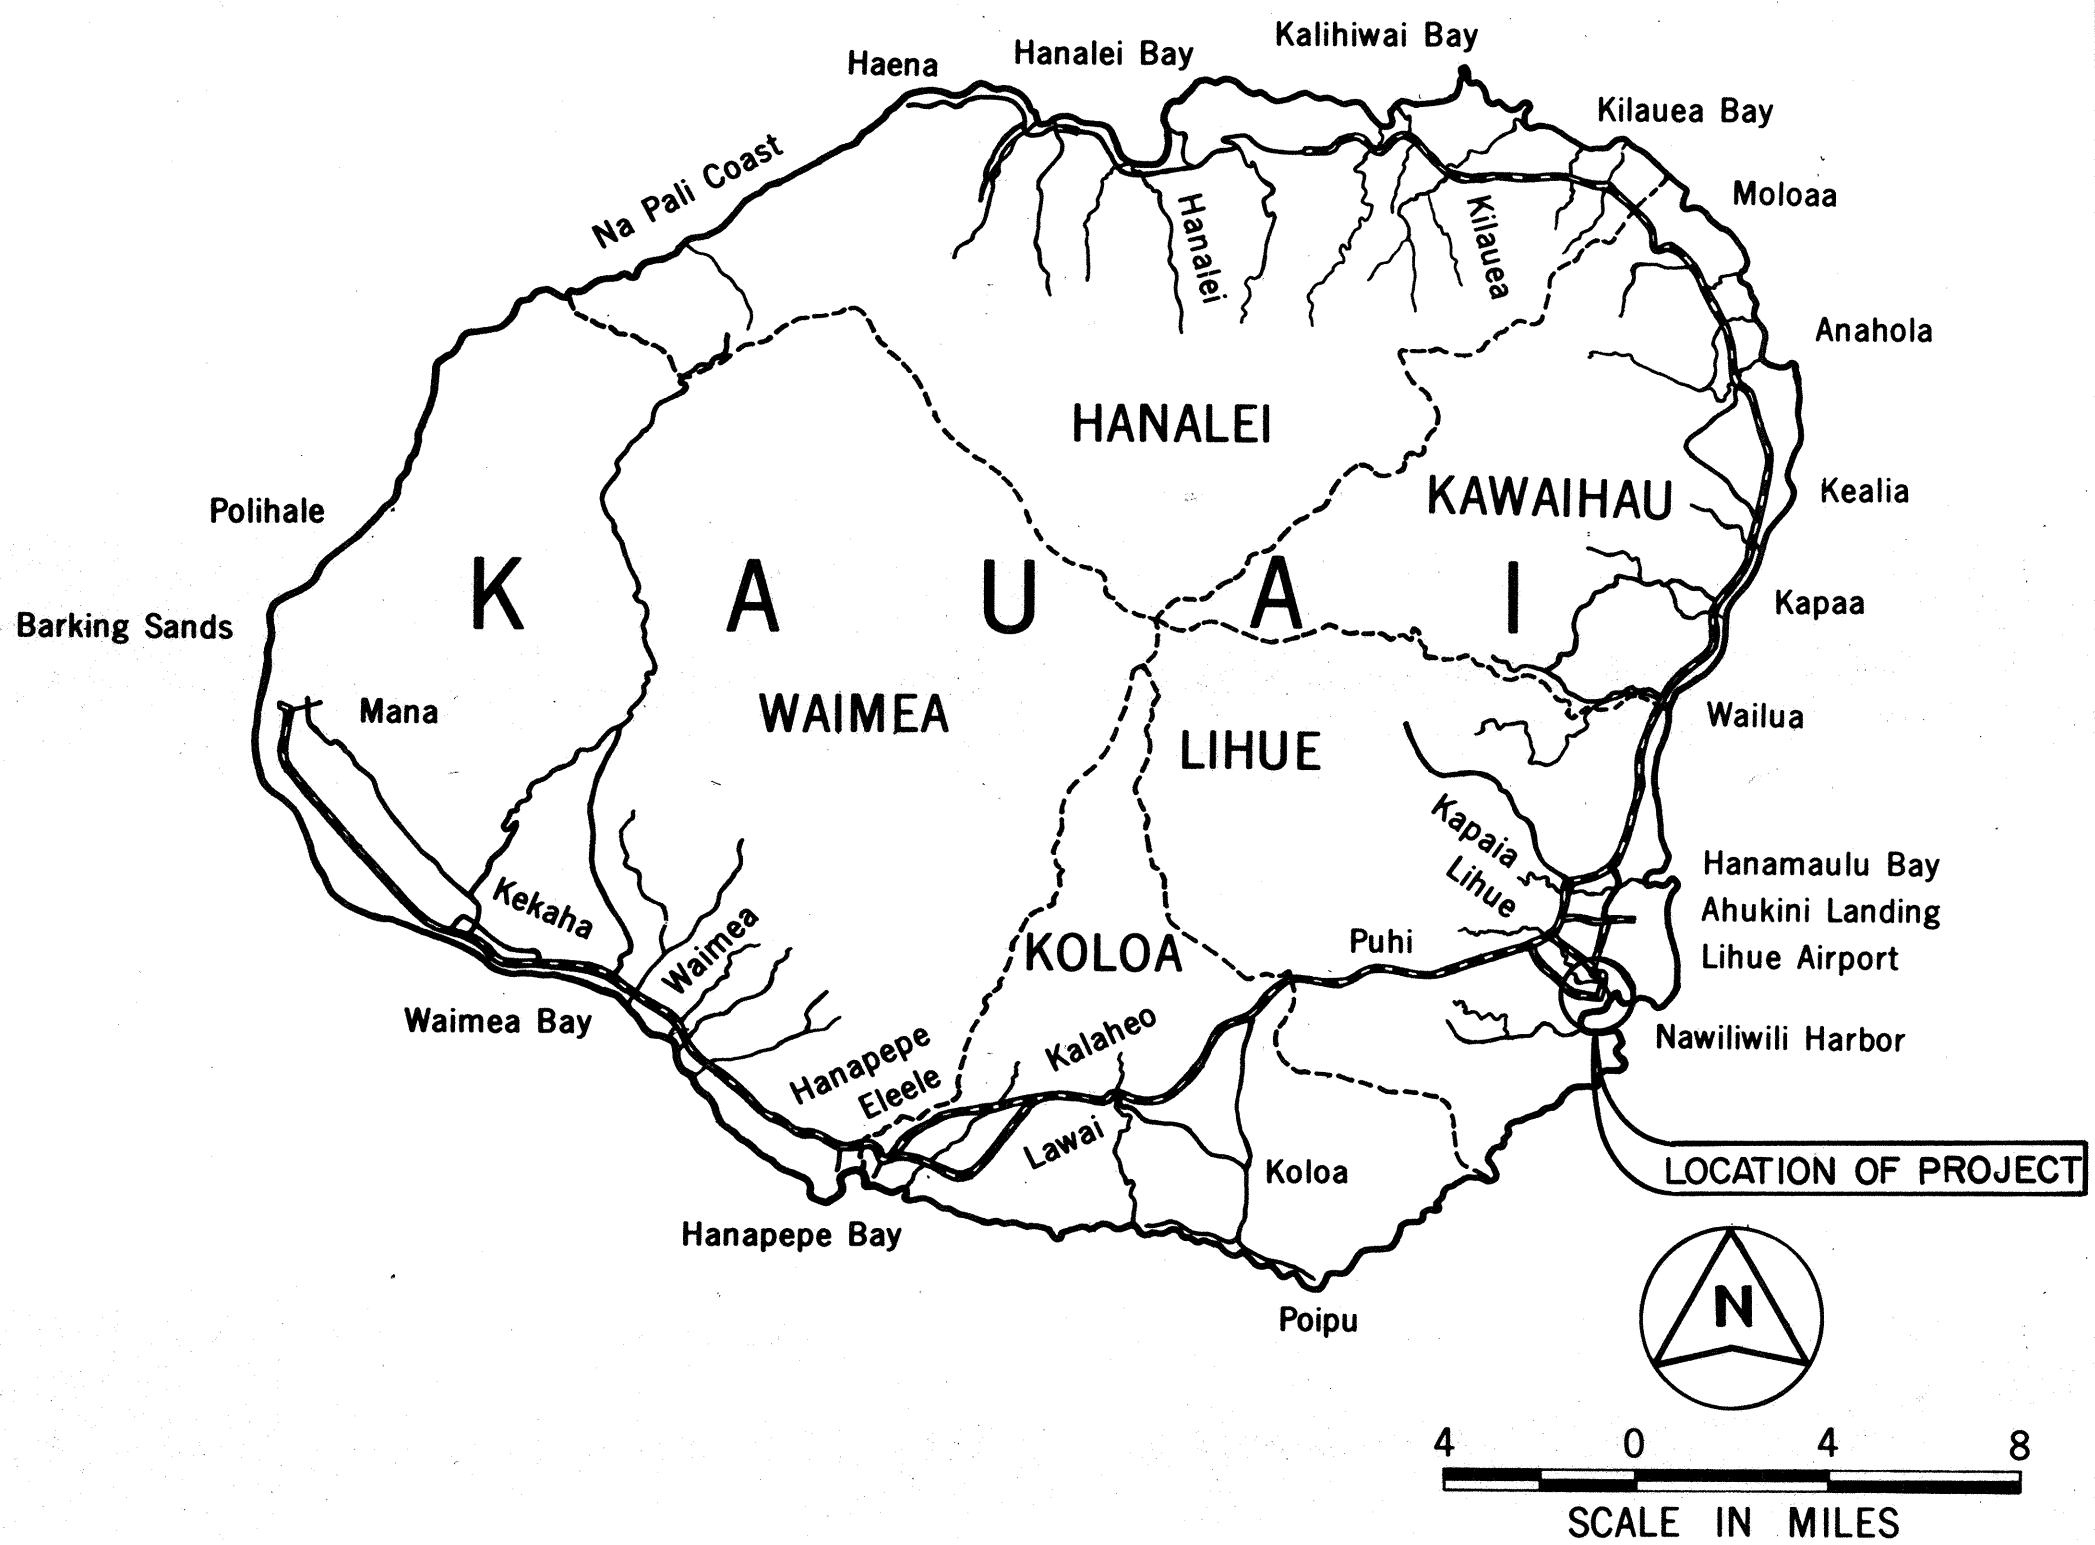 Kalihiwai Bay
Hanalei Bay
Haena
Kilauea Bay
Na Pali Coast
Moloaa
Hanalei
Kilauea
Anahola
HANALEI
KAWAIHAU
Kealia
Polihale
KAUAI
Kapaa
Barking Sands
Mana
WAIMEA
LIHUE
Wailua
Kapaia
Lihue
Hanamaulu Bay
Ahukini Landing
Lihue Airport
Kekaha
Waimea
KOLOA
Puhi
Waimea Bay
Nawiliwili Harbor
Hanapepe
Eleele
Kalaheo
Lawai
Koloa
LOCATION OF PROJECT
Hanapepe Bay
Poipu
N
4 0 4 8
SCALE IN MILES